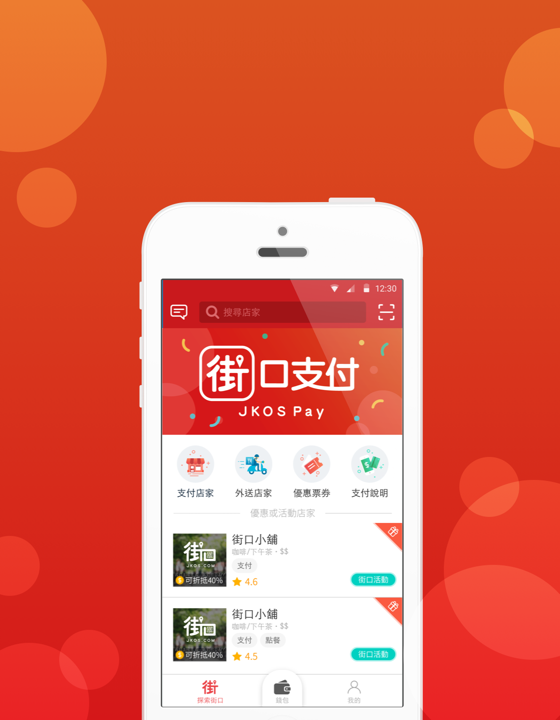 12:30
搜尋店家
街口支付
JKOS Pay
支付店家 外送店家 優惠票券 支付說明
優惠或活動店家
街口小舖
咖啡/下午茶・$$
支付
4.6
街口活動
街口
JKOS.COM
$ 可折抵40%
街口小舖
咖啡/下午茶・$$
支付 點餐
4.5
街口活動
街口
JKOS.COM
$ 可折抵40%
街
探索街口 錢包 我的